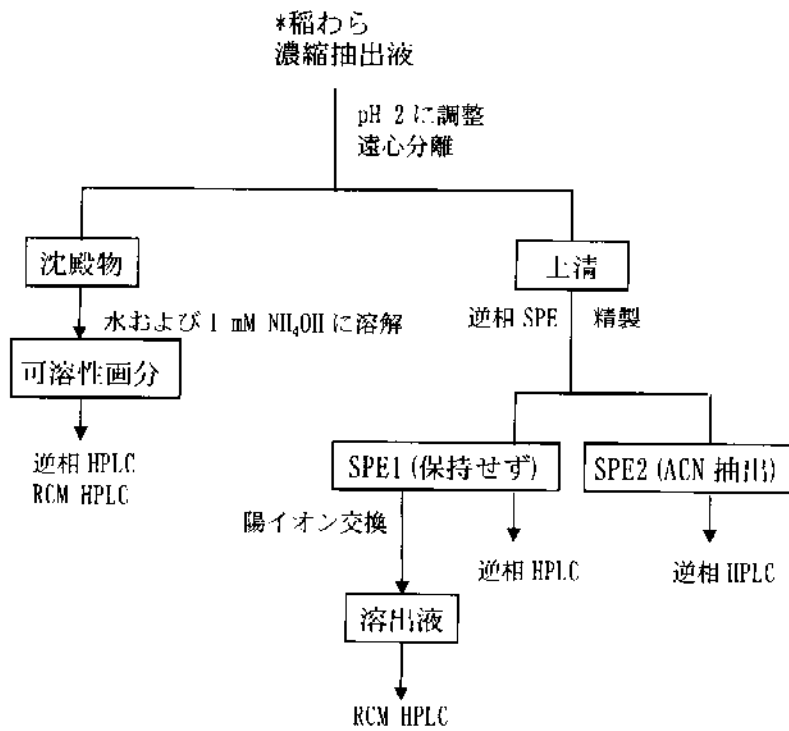 *稲わら
濃縮抽出液
pH 2 に調整
遠心分離
沈殿物
上清
水および 1 mM NH₄OH に溶解
逆相 SPE 精製
可溶性画分
逆相 HPLC
RCM HPLC
SPE1 (保持せず)
SPE2 (ACN 抽出)
陽イオン交換
逆相 HPLC
逆相 HPLC
溶出液
RCM HPLC